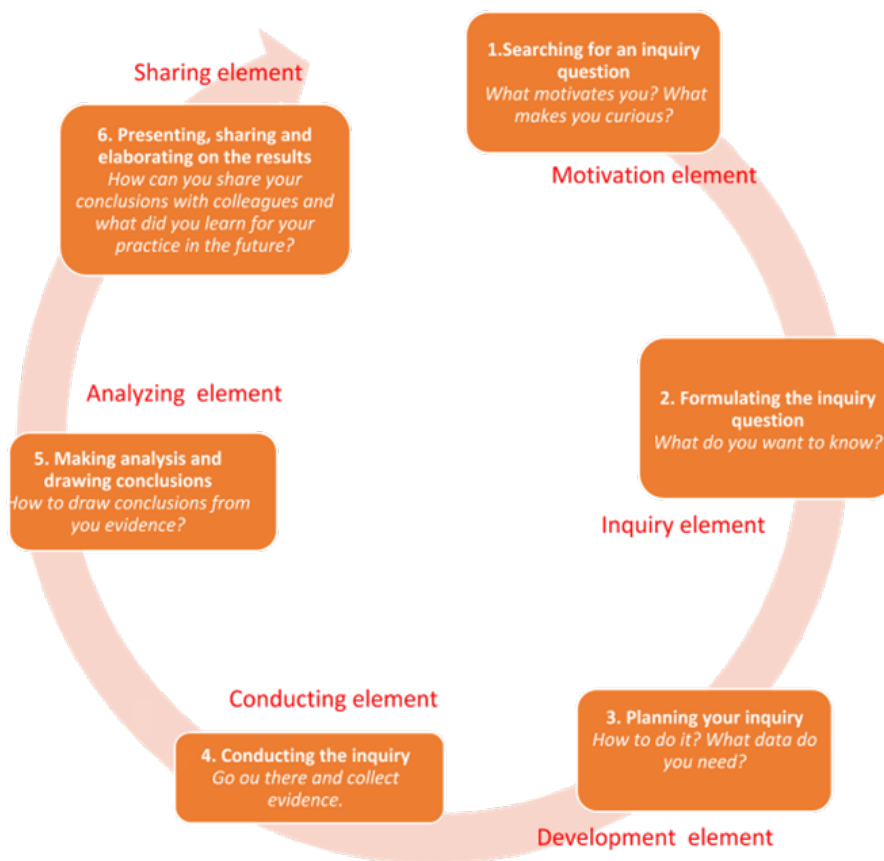 1.Searching for an inquiry
question
What motivates you? What
makes you curious?
Motivation element
2. Formulating the inquiry
question
What do you want to know?
Inquiry element
3. Planning your inquiry
How to do it? What data do
you need?
Development element
4. Conducting the inquiry
Go ou there and collect
evidence.
Conducting element
5. Making analysis and
drawing conclusions
How to draw conclusions from
you evidence?
Analyzing element
6. Presenting, sharing and
elaborating on the results
How can you share your
conclusions with colleagues and
what did you learn for your
practice in the future?
Sharing element